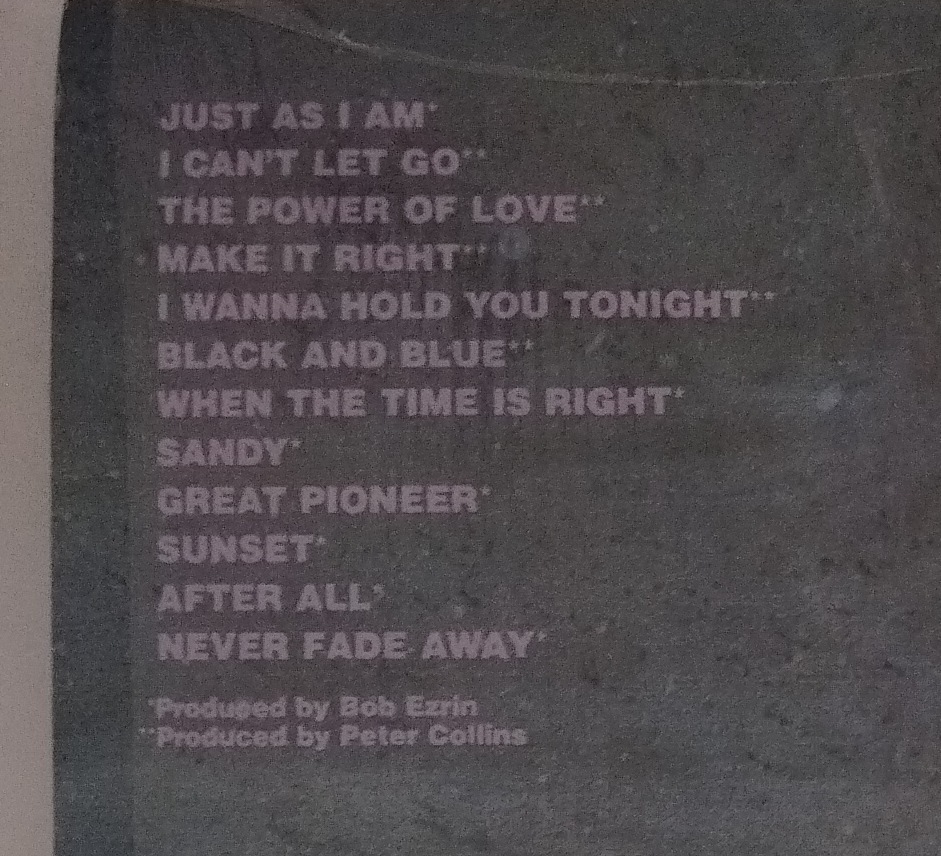 JUST AS I AM*
I CAN'T LET GO**
THE POWER OF LOVE**
MAKE IT RIGHT**
I WANNA HOLD YOU TONIGHT**
BLACK AND BLUE**
WHEN THE TIME IS RIGHT*
SANDY*
GREAT PIONEER*
SUNSET*
AFTER ALL*
NEVER FADE AWAY*
*Produced by Bob Ezrin
**Produced by Peter Collins